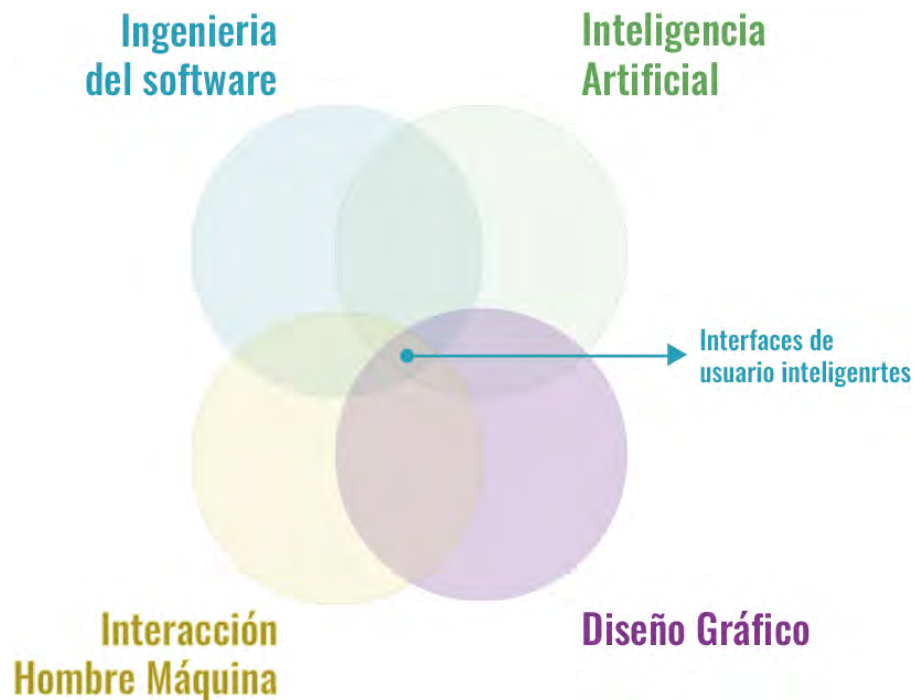 Ingenieria
del software
Inteligencia
Artificial
Interfaces de
usuario inteligenrtes
Interacción
Hombre Máquina
Diseño Gráfico